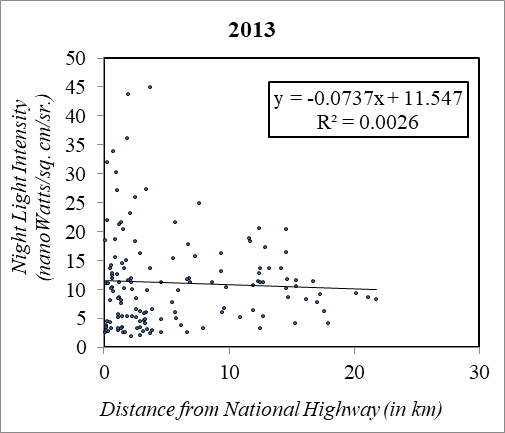 2013
y = -0.0737x + 11.547
R² = 0.0026
Night Light Intensity
(nanoWatts/sq. cm/sr.)
50
45
40
35
30
25
20
15
10
5
0
0 10 20 30
Distance from National Highway (in km)